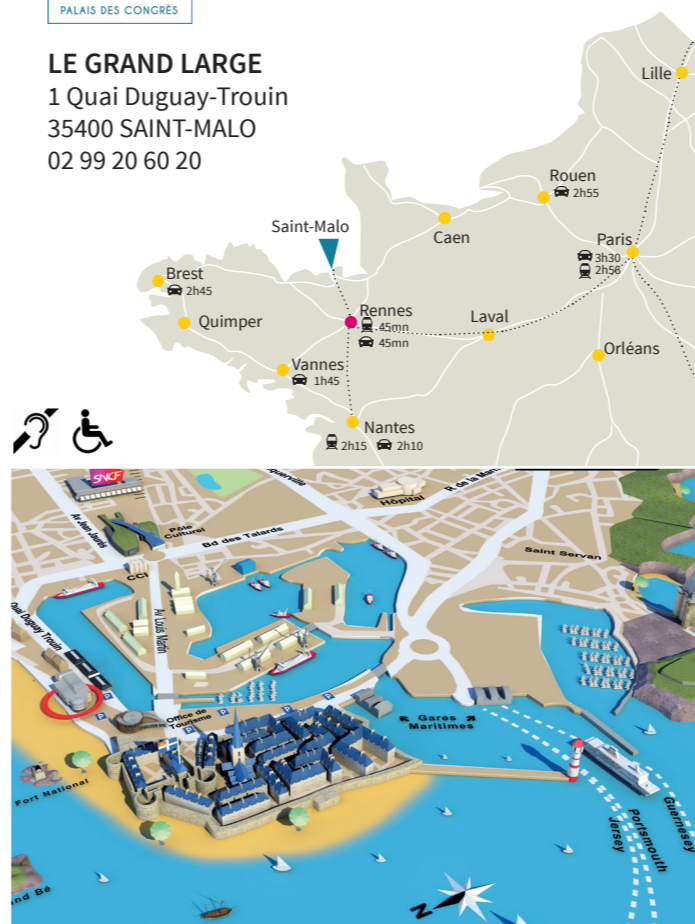 PALAIS DES CONGRÈS
LE GRAND LARGE
1 Quai Duguay-Trouin
35400 SAINT-MALO
02 99 20 60 20
Lille
Rouen
2h55
Saint-Malo
Caen
Paris
3h30
2h56
Brest
2h45
Rennes
45mn
45mn
Laval
Quimper
Orléans
Vannes
1h45
Nantes
2h15 2h10
SNCF
Hôpital
Av Jean Jaurès
Pôle
Culturel
Bd des Talards
Saint Servan
Quai Duguay Trouin
Av Louis Martin
Office de
Tourisme
P
P
P
P
P
Gares
Maritimes
Fort National
Guernesey
Portsmouth
Jersey
N